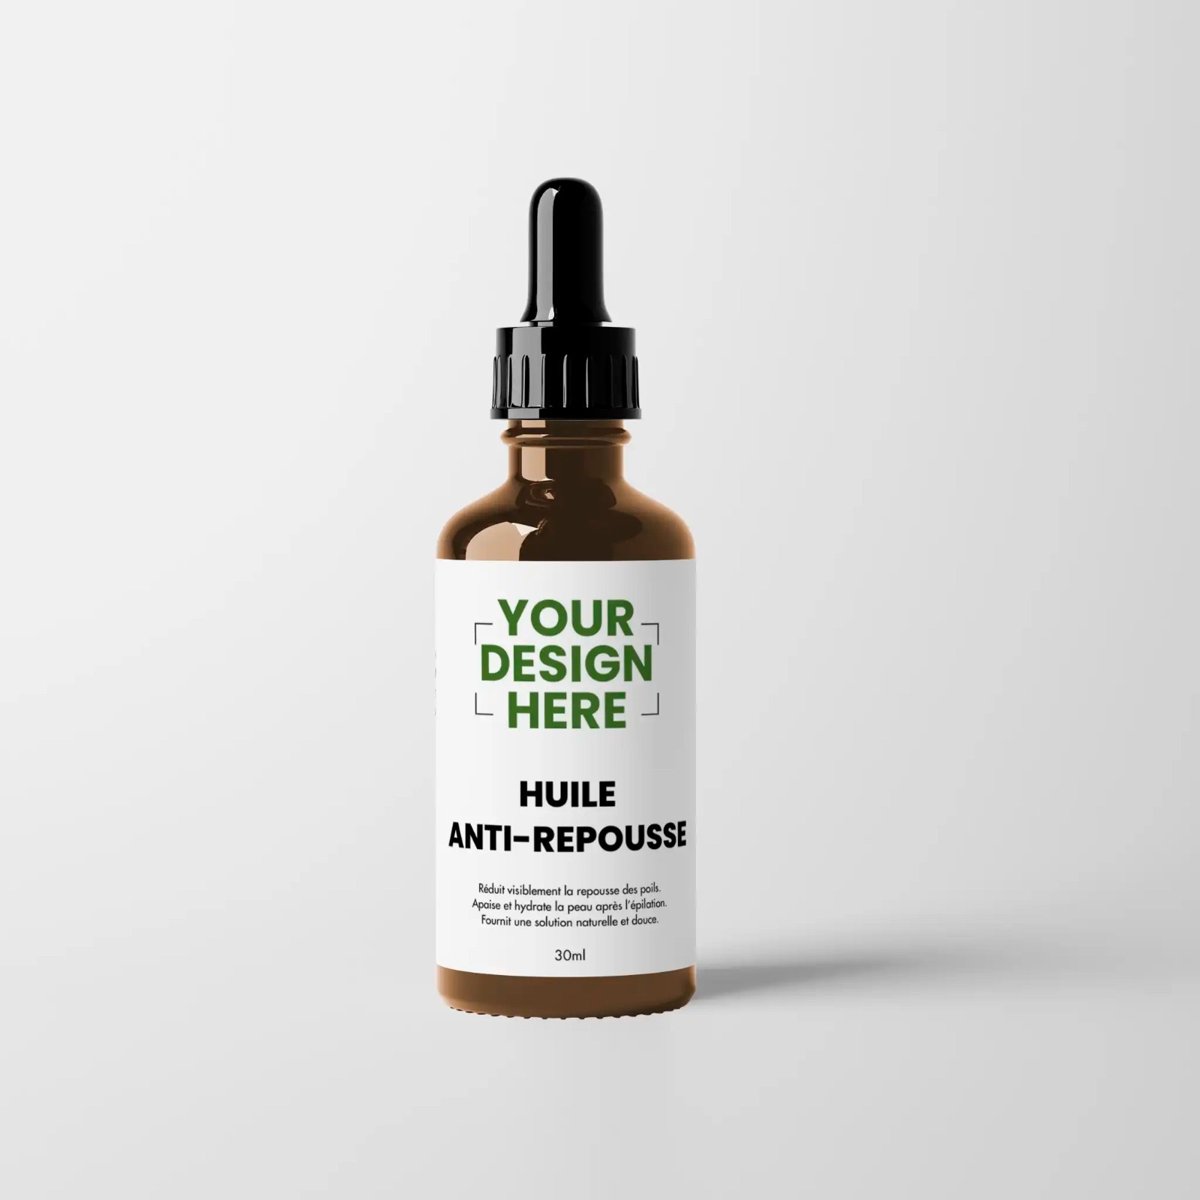 YOUR
DESIGN
HERE
HUILE
ANTI-REPOUSSE
Réduit visiblement la repousse des poils.
Apaise et hydrate la peau après l'épilation.
Fournit une solution naturelle et douce.
30ml